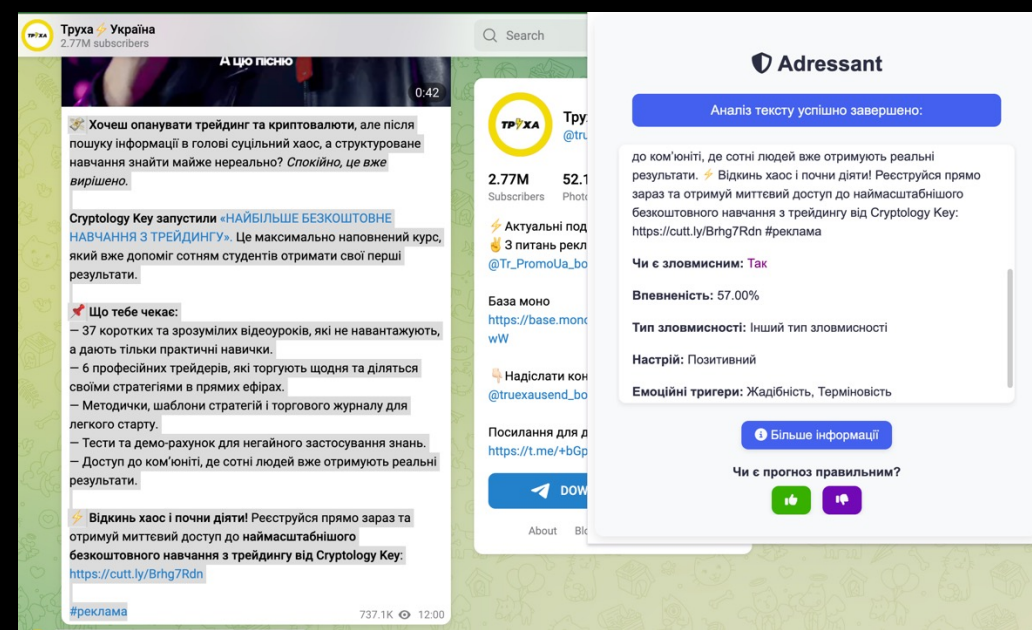 Труха⚡Україна
2.77M subscribers
А ЦЮ ПІСНЮ
0:42
Хочеш опанувати трейдинг та криптовалюти, але після
пошуку інформації в голові суцільний хаос, а структуроване
навчання знайти майже нереально? Спокійно, це вже
вирішено.
Cryptology Key запустили «НАЙБІЛЬШЕ БЕЗКОШТОВНЕ
НАВЧАННЯ З ТРЕЙДИНГУ». Це максимально наповнений курс,
який вже допоміг сотням студентів отримати свої перші
результати.
📌 Що тебе чекає:
— 37 коротких та зрозумілих відеоуроків, які не навантажують,
а дають тільки практичні навички.
— 6 професійних трейдерів, які торгують щодня та діляться
своїми стратегіями в прямих ефірах.
— Методички, шаблони стратегій і торгового журналу для
легкого старту.
— Тести та демо-рахунок для негайного застосування знань.
— Доступ до ком’юніті, де сотні людей вже отримують реальні
результати.
⚡ Відкинь хаос і почни діяти! Реєструйся прямо зараз та
отримуй миттєвий доступ до наймасштабнішого
безкоштовного навчання з трейдингу від Cryptology Key:
https://cutt.ly/Brhg7Rdn
#реклама
737.1K 12:00
Search
ТРУХА
Тру
@tru
2.77M 52.1
Subscribers Photo
⚡Актуальні под
✌З питань рекл
@Tr_PromoUa_bo
База моно
https://base.mono
wW
👇🏻Надіслати кон
@truexausend_bo
Посилання для д
https://t.me/+bGp
DOW
About Blo
Adressant
Аналіз тексту успішно завершено:
до ком’юніті, де сотні людей вже отримують реальні
результати. ⚡ Відкинь хаос і почни діяти! Реєструйся прямо
зараз та отримуй миттєвий доступ до наймасштабнішого
безкоштовного навчання з трейдингу від Cryptology Key:
https://cutt.ly/Brhg7Rdn #реклама
Чи є зловмисним: Так
Впевненість: 57.00%
Тип зловмисності: Інший тип зловмисності
Настрій: Позитивний
Емоційні тригери: Жадібність, Терміновість
Більше інформації
Чи є прогноз правильним?